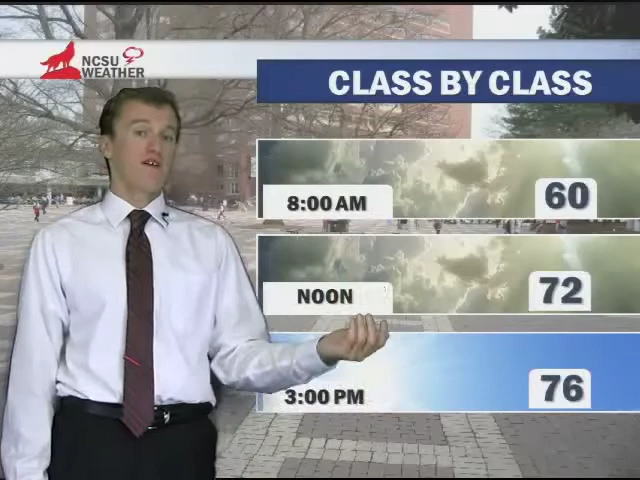 NCSU
WEATHER
CLASS BY CLASS
8:00 AM
60
NOON
72
3:00 PM
76